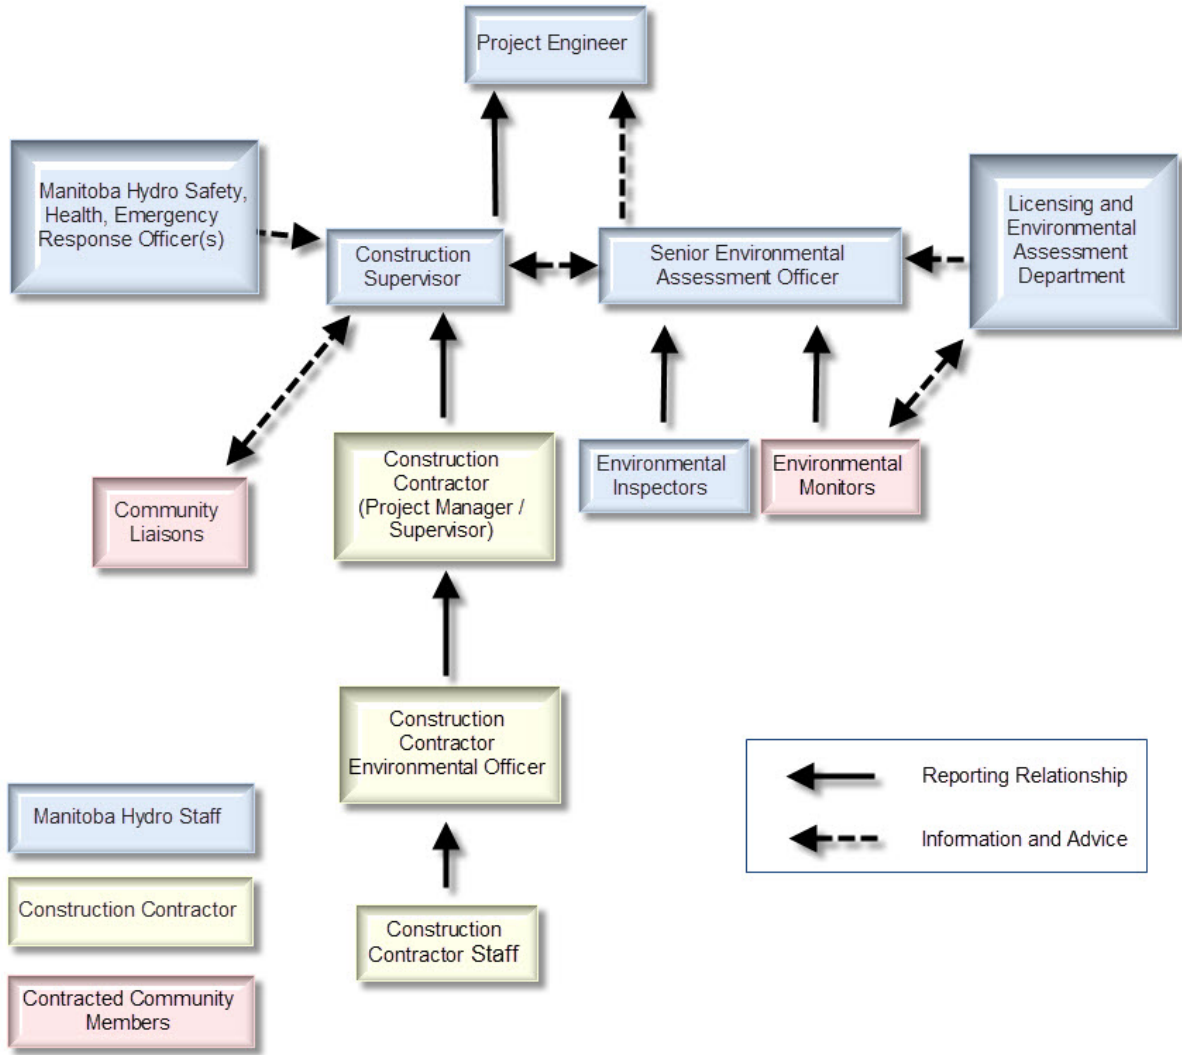 Project Engineer
Manitoba Hydro Safety,
Health, Emergency
Response Officer(s)
Construction
Supervisor
Senior Environmental
Assessment Officer
Licensing and
Environmental
Assessment
Department
Community
Liaisons
Construction
Contractor
(Project Manager /
Supervisor)
Environmental
Inspectors
Environmental
Monitors
Construction
Contractor
Environmental Officer
Construction
Contractor Staff
Manitoba Hydro Staff
Construction Contractor
Contracted Community
Members
Reporting Relationship
Information and Advice